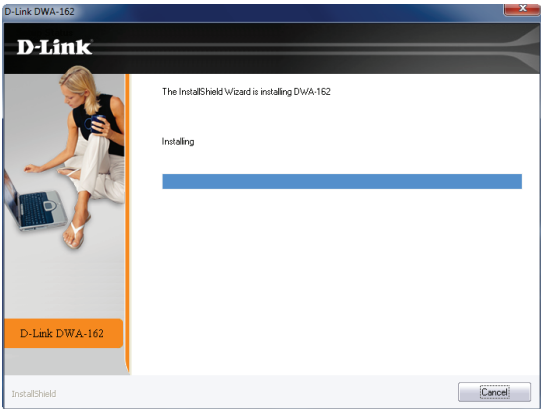 D-Link DWA-162
D-Link
The InstallShield Wizard is installing DWA-162
Installing
D-Link DWA-162
InstallShield
Cancel